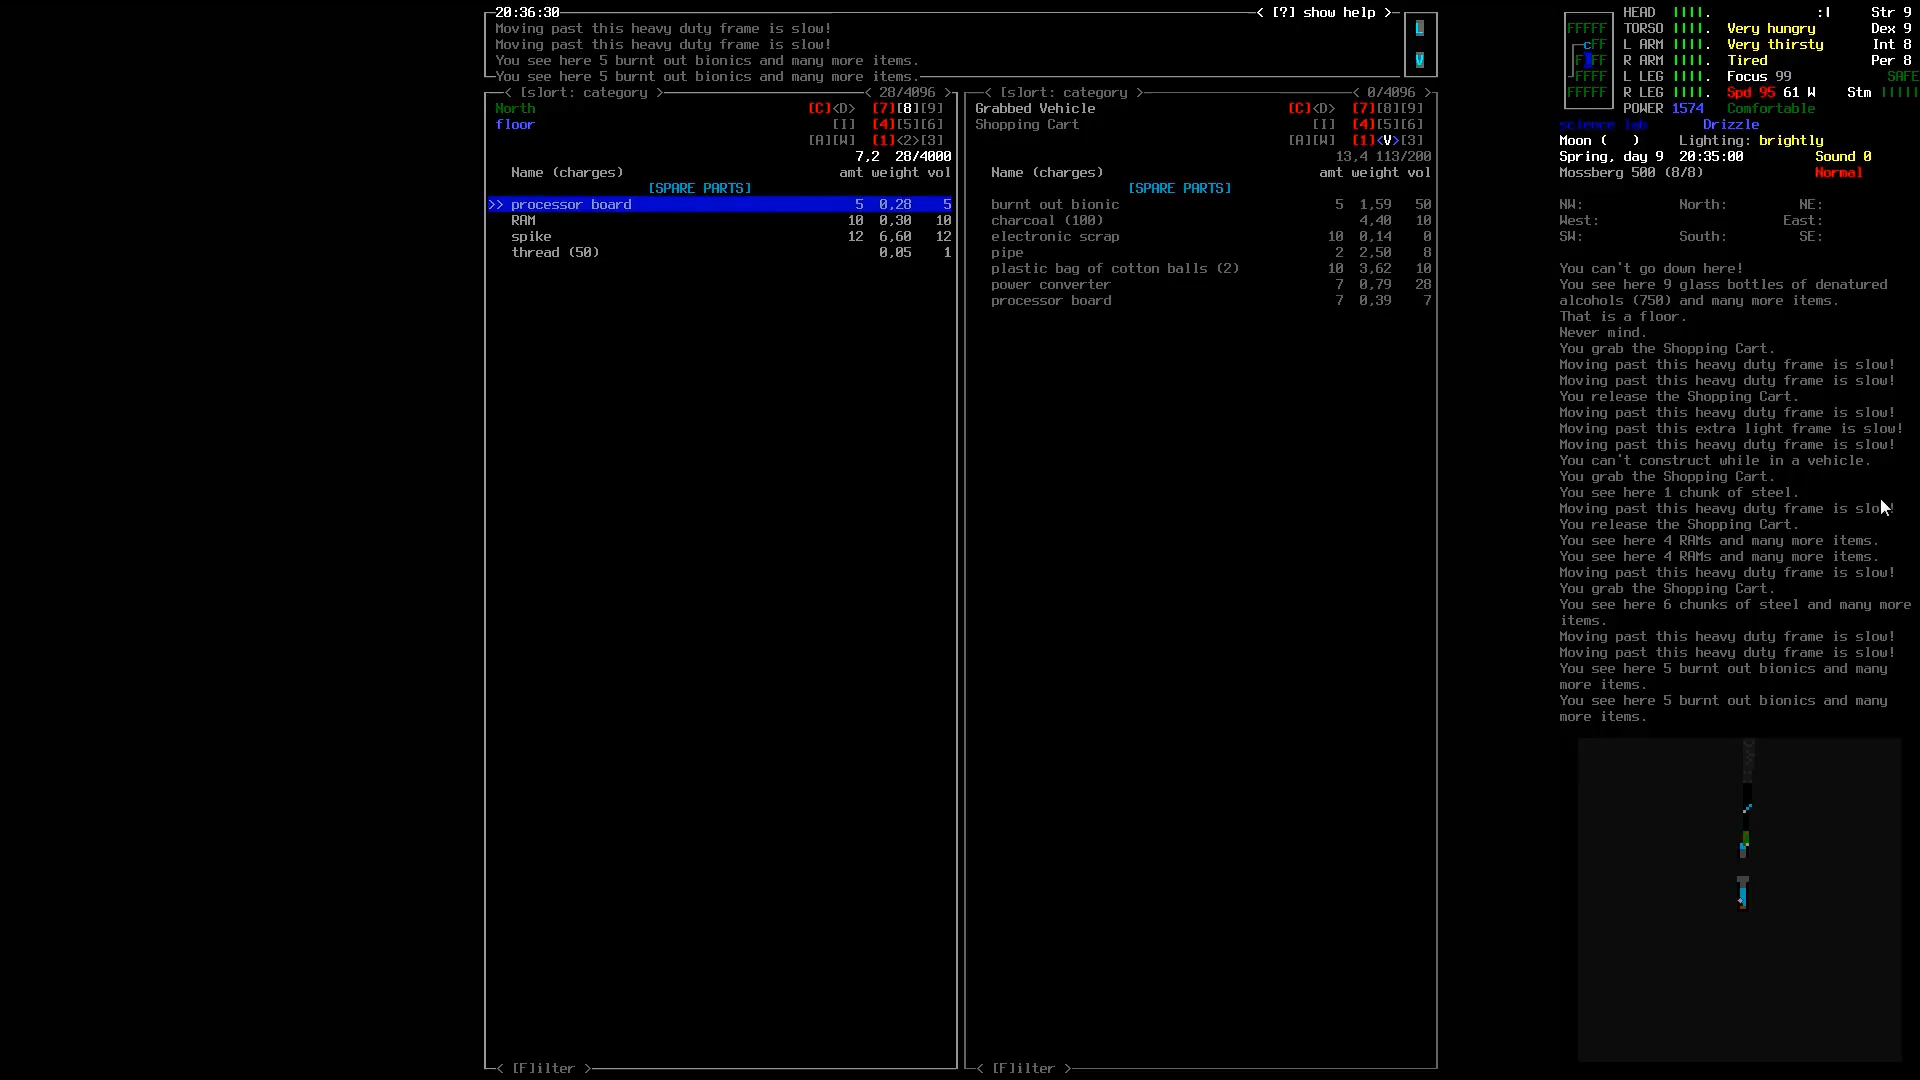 20:36:30 < [?] show help >
Moving past this heavy duty frame is slow!
Moving past this heavy duty frame is slow!
You see here 5 burnt out bionics and many more items.
You see here 5 burnt out bionics and many more items.
L
V
< [s]ort: category > < 28/4096 >
North [C]<D> [7][8][9]
floor [I] [4][5][6]
[A][W] [1]<2>[3]
7,2 28/4000
Name (charges) amt weight vol
[SPARE PARTS]
>> processor board 5 0,28 5
RAM 10 0,30 10
spike 12 6,60 12
thread (50) 0,05 1
< [F]ilter >
< [s]ort: category > < 0/4096 >
Grabbed Vehicle [C]<D> [7][8][9]
Shopping Cart [I] [4][5][6]
[A][W] [1]<V>[3]
13,4 113/200
Name (charges) amt weight vol
[SPARE PARTS]
burnt out bionic 5 1,59 50
charcoal (100) 4,40 10
electronic scrap 10 0,14 0
pipe 2 2,50 8
plastic bag of cotton balls (2) 10 3,62 10
power converter 7 0,79 28
processor board 7 0,39 7
< [F]ilter >
FFFFF
cFF
F FF
FFFF
FFFFF
HEAD ||||. :| Str 9
TORSO ||||. Very hungry Dex 9
L ARM ||||. Very thirsty Int 8
R ARM ||||. Tired Per 8
L LEG ||||. Focus 99 SAFE
R LEG ||||. Spd 95 61 W Stm |||||
POWER 1574 Comfortable
science lab Drizzle
Moon ( ) Lighting: brightly
Spring, day 9 20:35:00 Sound 0
Mossberg 500 (8/8) Normal
NW: North: NE:
West: East:
SW: South: SE:
You can't go down here!
You see here 9 glass bottles of denatured
alcohols (750) and many more items.
That is a floor.
Never mind.
You grab the Shopping Cart.
Moving past this heavy duty frame is slow!
Moving past this heavy duty frame is slow!
You release the Shopping Cart.
Moving past this heavy duty frame is slow!
Moving past this extra light frame is slow!
Moving past this heavy duty frame is slow!
You can't construct while in a vehicle.
You grab the Shopping Cart.
You see here 1 chunk of steel.
Moving past this heavy duty frame is slow!
You release the Shopping Cart.
You see here 4 RAMs and many more items.
You see here 4 RAMs and many more items.
Moving past this heavy duty frame is slow!
You grab the Shopping Cart.
You see here 6 chunks of steel and many more
items.
Moving past this heavy duty frame is slow!
Moving past this heavy duty frame is slow!
You see here 5 burnt out bionics and many
more items.
You see here 5 burnt out bionics and many
more items.